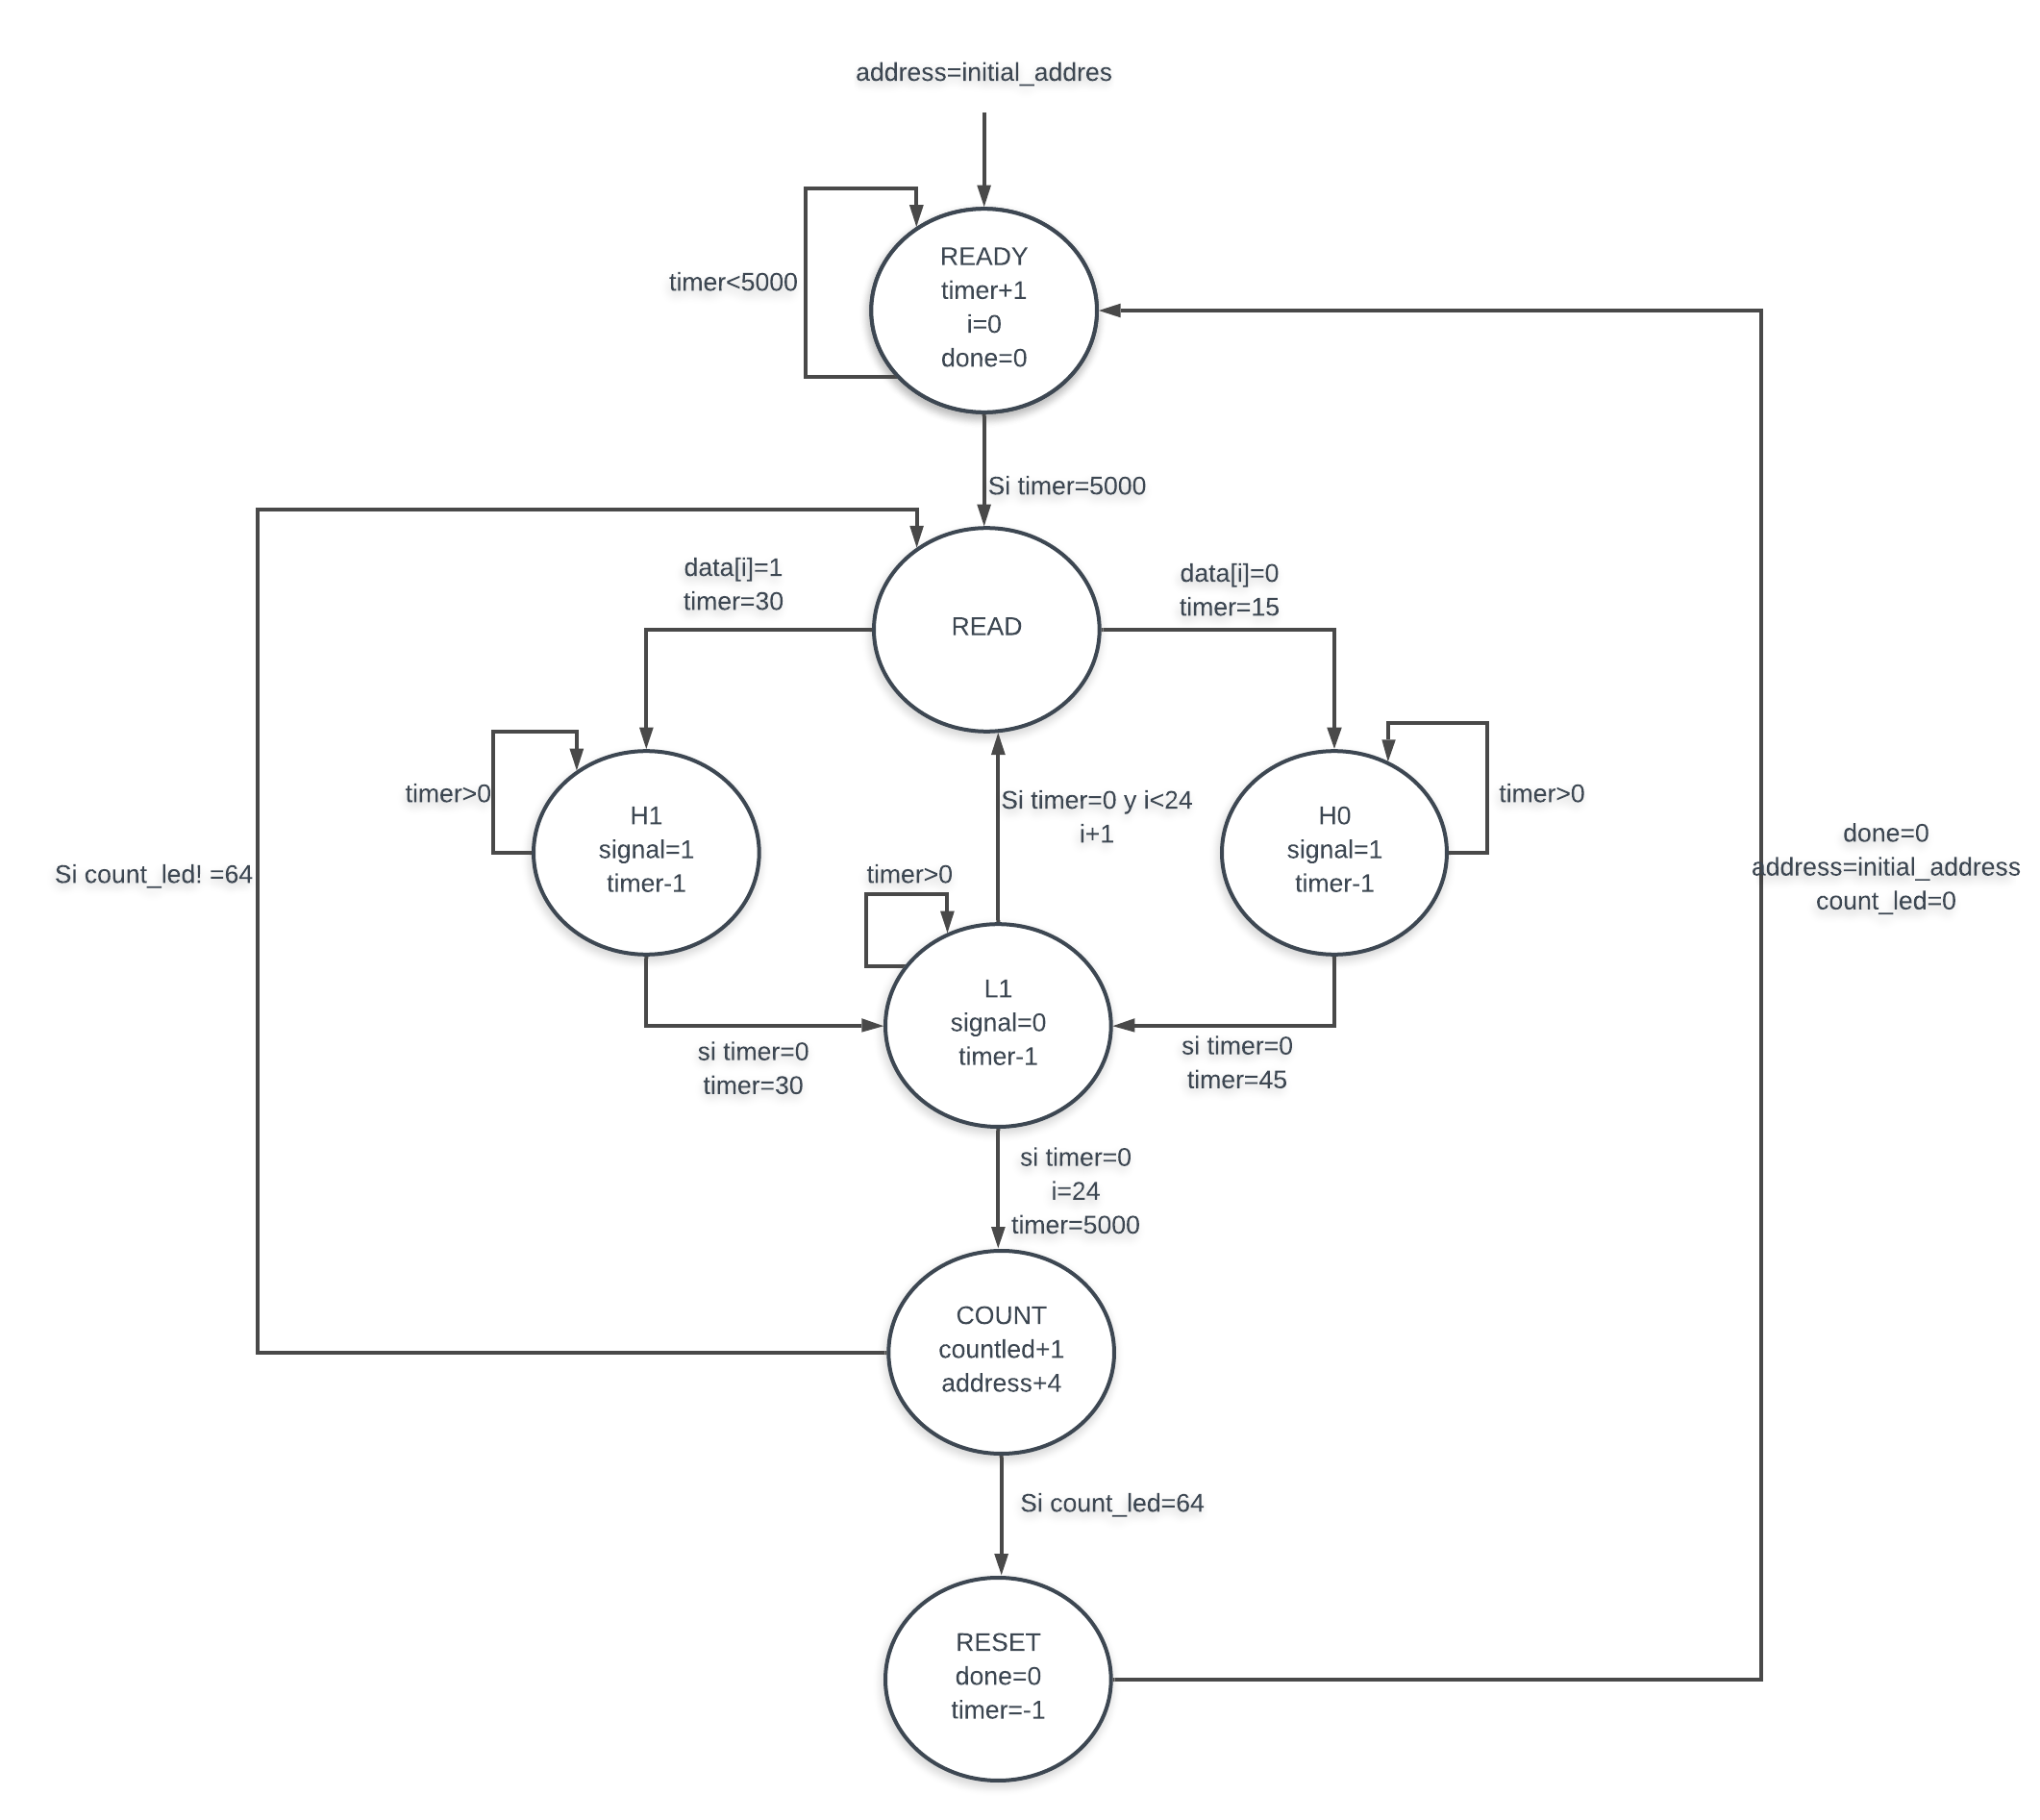 address=initial_addres
timer<5000
READY
timer+1
i=0
done=0
Si timer=5000
data[i]=1
timer=30
data[i]=0
timer=15
READ
timer>0
H1
signal=1
timer-1
Si timer=0 y i<24
i+1
H0
signal=1
timer-1
timer>0
Si count_led! =64
timer>0
done=0
address=initial_address
count_led=0
L1
signal=0
timer-1
si timer=0
timer=30
si timer=0
timer=45
si timer=0
i=24
timer=5000
COUNT
countled+1
address+4
Si count_led=64
RESET
done=0
timer=-1